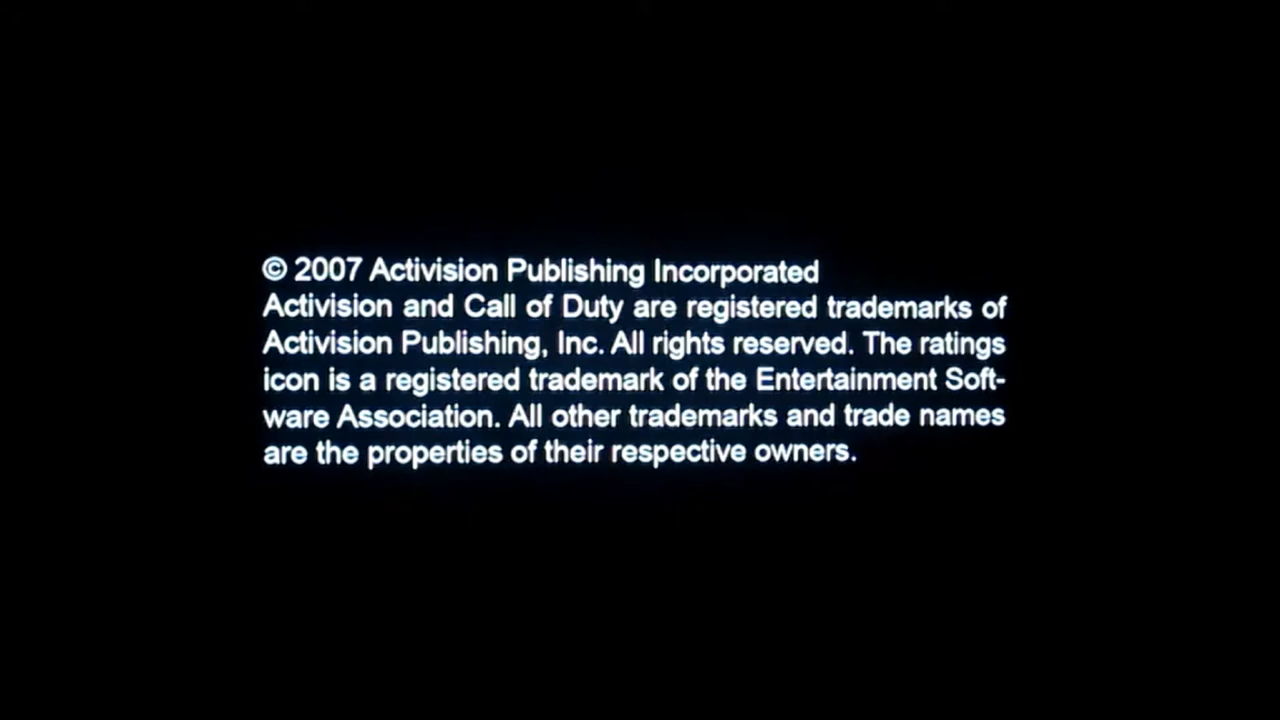 © 2007 Activision Publishing Incorporated
Activision and Call of Duty are registered trademarks of
Activision Publishing, Inc. All rights reserved. The ratings
icon is a registered trademark of the Entertainment Soft-
ware Association. All other trademarks and trade names
are the properties of their respective owners.